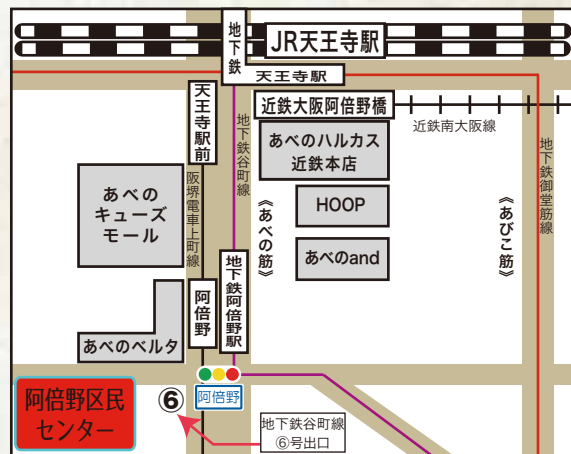 JR天王寺駅
地下鉄
天王寺駅
天王寺駅前
近鉄大阪阿倍野橋
近鉄南大阪線
地下鉄谷町線
あべのハルカス
近鉄本店
地下鉄御堂筋線
阪堺電車上町線
あべの
キューズ
モール
HOOP
《あべの筋》
《あびこ筋》
あべのand
地下鉄阿倍野駅
阿倍野
あべのベルタ
阿倍野区民
センター
⑥
阿倍野
地下鉄谷町線
⑥号出口